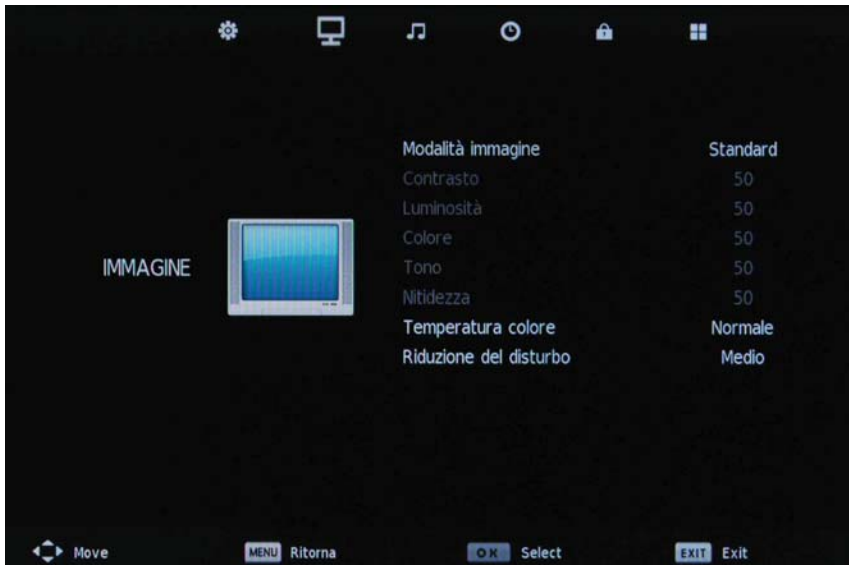 Modalità immagine Standard
Contrasto 50
Luminosità 50
Colore 50
IMMAGINE
Tono 50
Nitidezza 50
Temperatura colore Normale
Riduzione del disturbo Medio
Move MENU Ritorna OK Select EXIT Exit